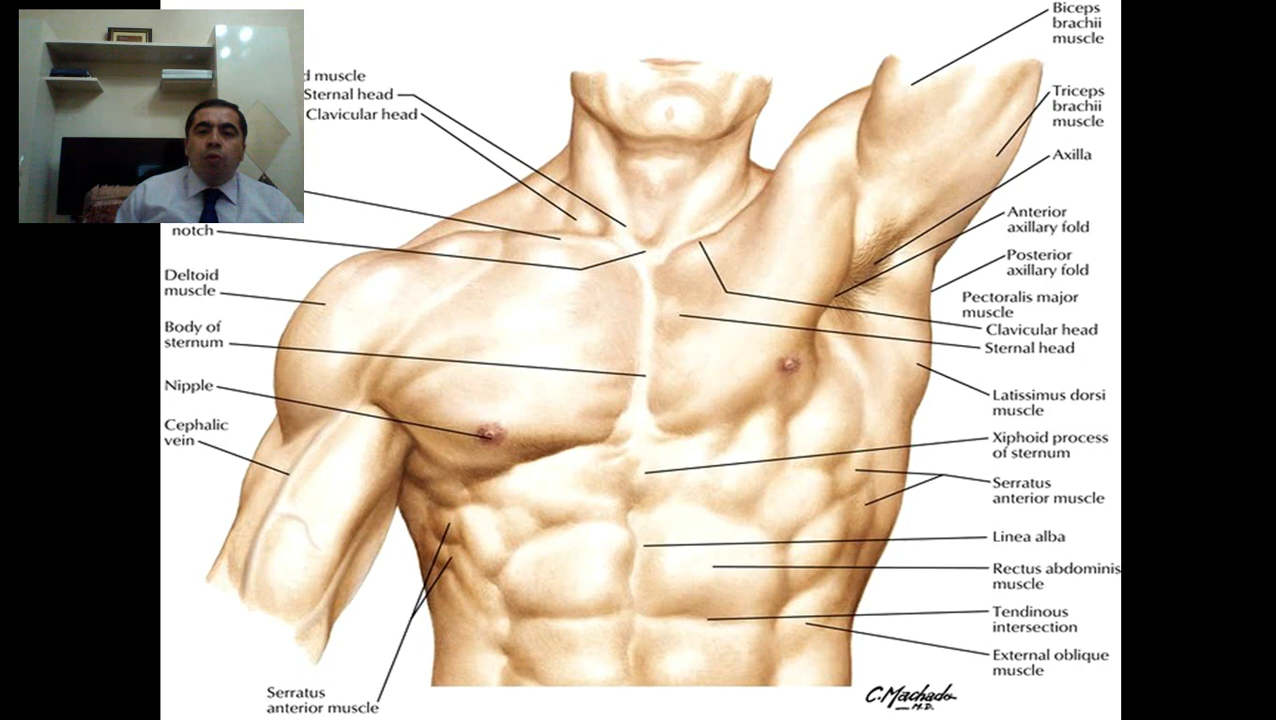 d muscle
Sternal head
Clavicular head
notch
Deltoid
muscle
Body of
sternum
Nipple
Cephalic
vein
Serratus
anterior muscle
Biceps
brachii
muscle
Triceps
brachii
muscle
Axilla
Anterior
axillary fold
Posterior
axillary fold
Pectoralis major
muscle
Clavicular head
Sternal head
Latissimus dorsi
muscle
Xiphoid process
of sternum
Serratus
anterior muscle
Linea alba
Rectus abdominis
muscle
Tendinous
intersection
External oblique
muscle
C. Machado
M.D.